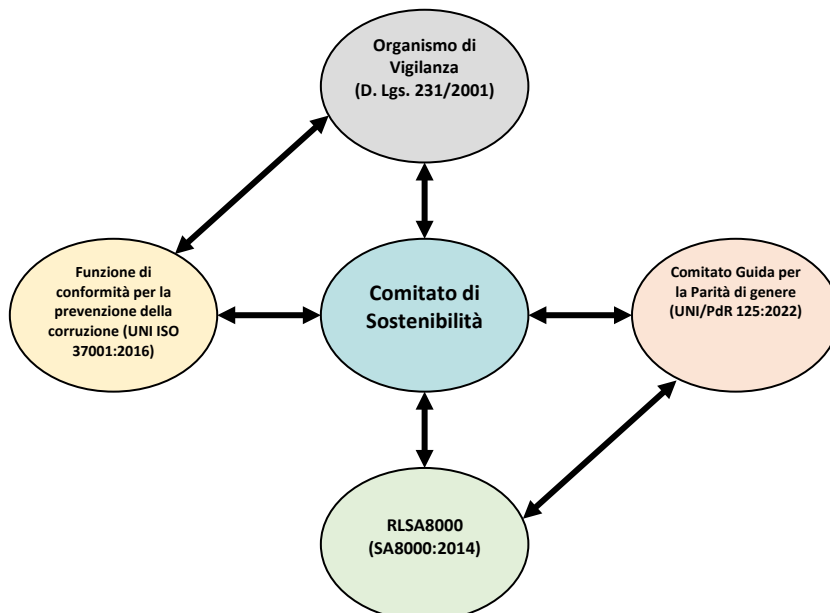 Organismo di
Vigilanza
(D. Lgs. 231/2001)
Funzione di
conformità per la
prevenzione della
corruzione (UNI ISO
37001:2016)
Comitato di
Sostenibilità
Comitato Guida per
la Parità di genere
(UNI/PdR 125:2022)
RLSA8000
(SA8000:2014)